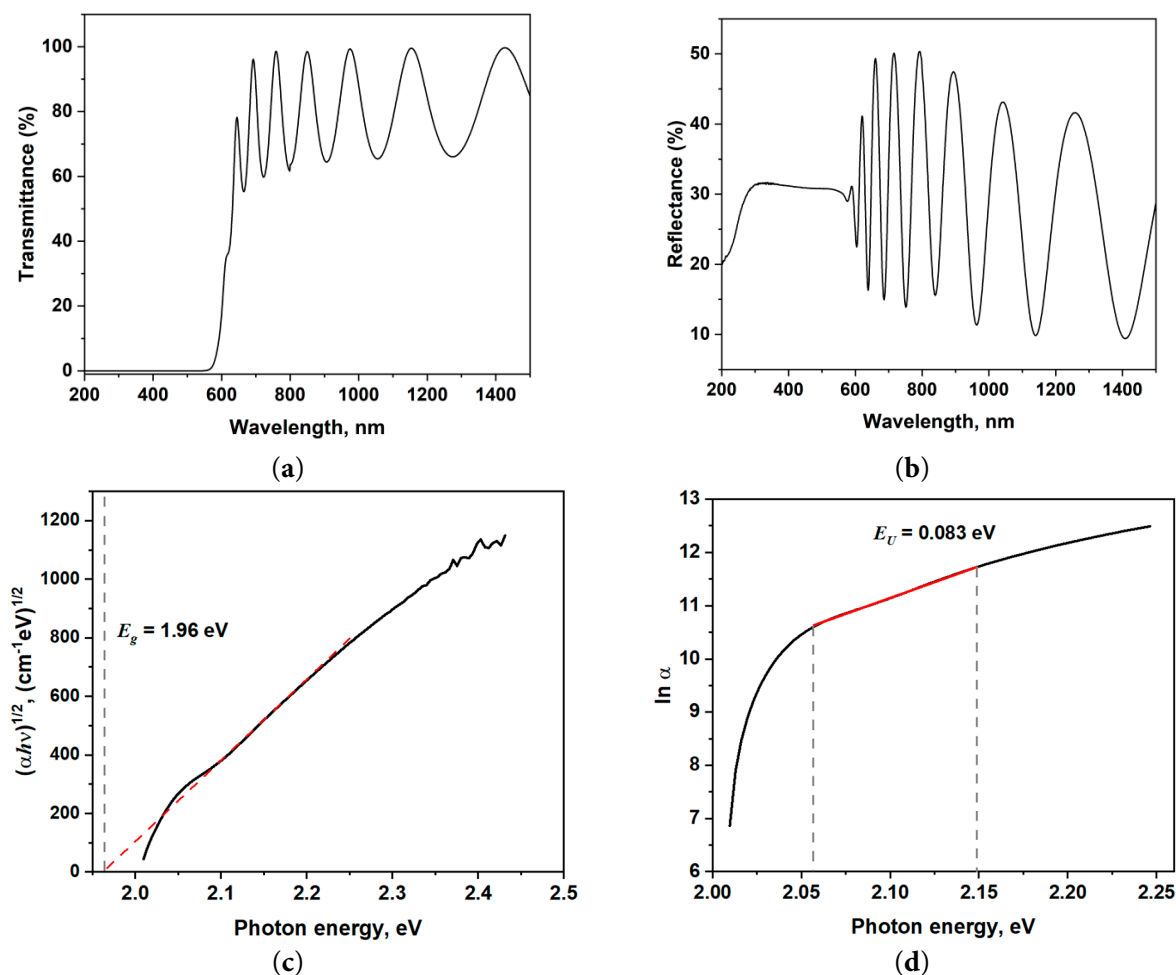 100
80
60
40
20
0
Transmittance (%)
200 400 600 800 1000 1200 1400
Wavelength, nm
(a)
50
40
30
20
10
Reflectance (%)
200 400 600 800 1000 1200 1400
Wavelength, nm
(b)
1200
1000
800
600
400
200
0
(αhν)^1/2, (cm^-1eV)^1/2
E_g = 1.96 eV
2.0 2.1 2.2 2.3 2.4 2.5
Photon energy, eV
(c)
13
12
11
10
9
8
7
6
ln α
E_U = 0.083 eV
2.00 2.05 2.10 2.15 2.20 2.25
Photon energy, eV
(d)